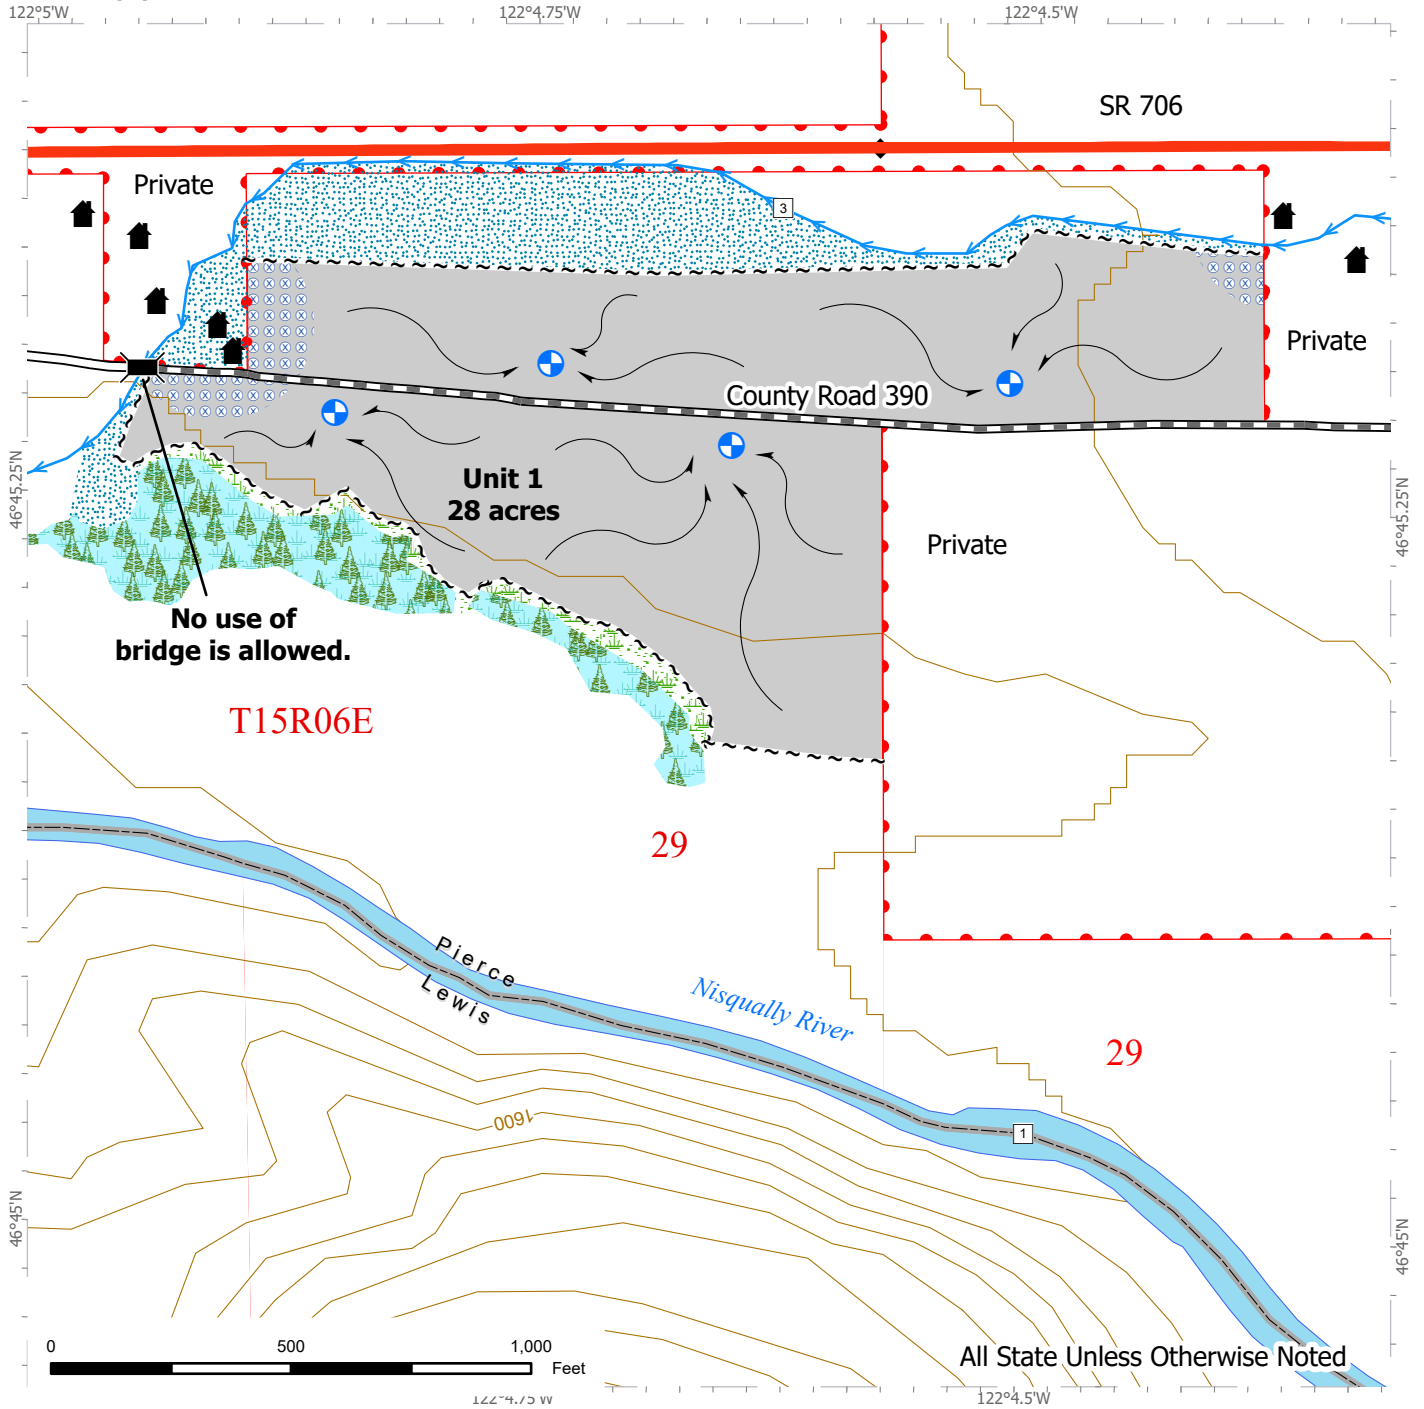 122°5'W
122°4.75'W
122°4.5'W
SR 706
Private
3
Private
County Road 390
46°45.25'N
46°45.25'N
Unit 1
28 acres
Private
No use of
bridge is allowed.
T15R06E
29
Pierce
Lewis
Nisqually River
29
1600
1
46°45'N
46°45'N
0 500 1,000
Feet
All State Unless Otherwise Noted
122°4.75'W
122°4.5'W